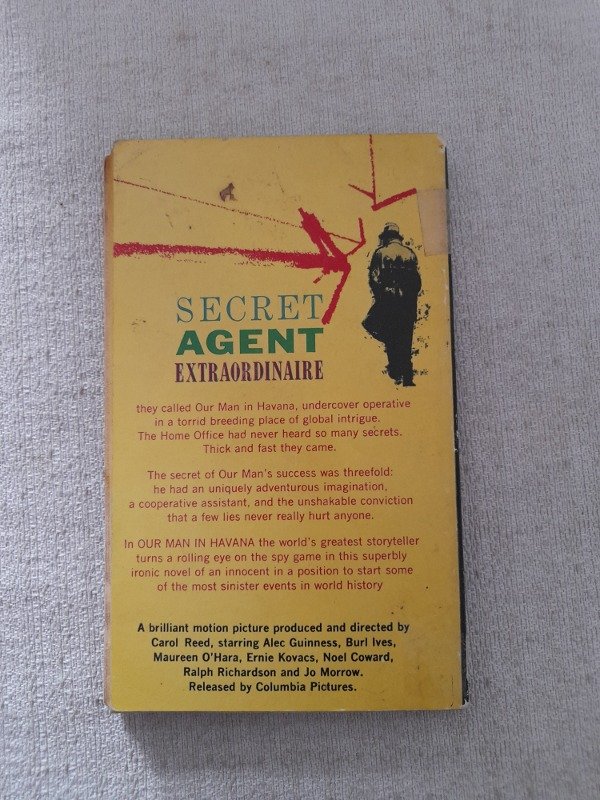 SECRET
AGENT
EXTRAORDINAIRE
they called Our Man in Havana, undercover operative
in a torrid breeding place of global intrigue.
The Home Office had never heard so many secrets.
Thick and fast they came.
The secret of Our Man's success was threefold:
he had an uniquely adventurous imagination,
a cooperative assistant, and the unshakable conviction
that a few lies never really hurt anyone.
In OUR MAN IN HAVANA the world's greatest storyteller
turns a rolling eye on the spy game in this superbly
ironic novel of an innocent in a position to start some
of the most sinister events in world history
A brilliant motion picture produced and directed by
Carol Reed, starring Alec Guinness, Burl Ives,
Maureen O'Hara, Ernie Kovacs, Noel Coward,
Ralph Richardson and Jo Morrow.
Released by Columbia Pictures.